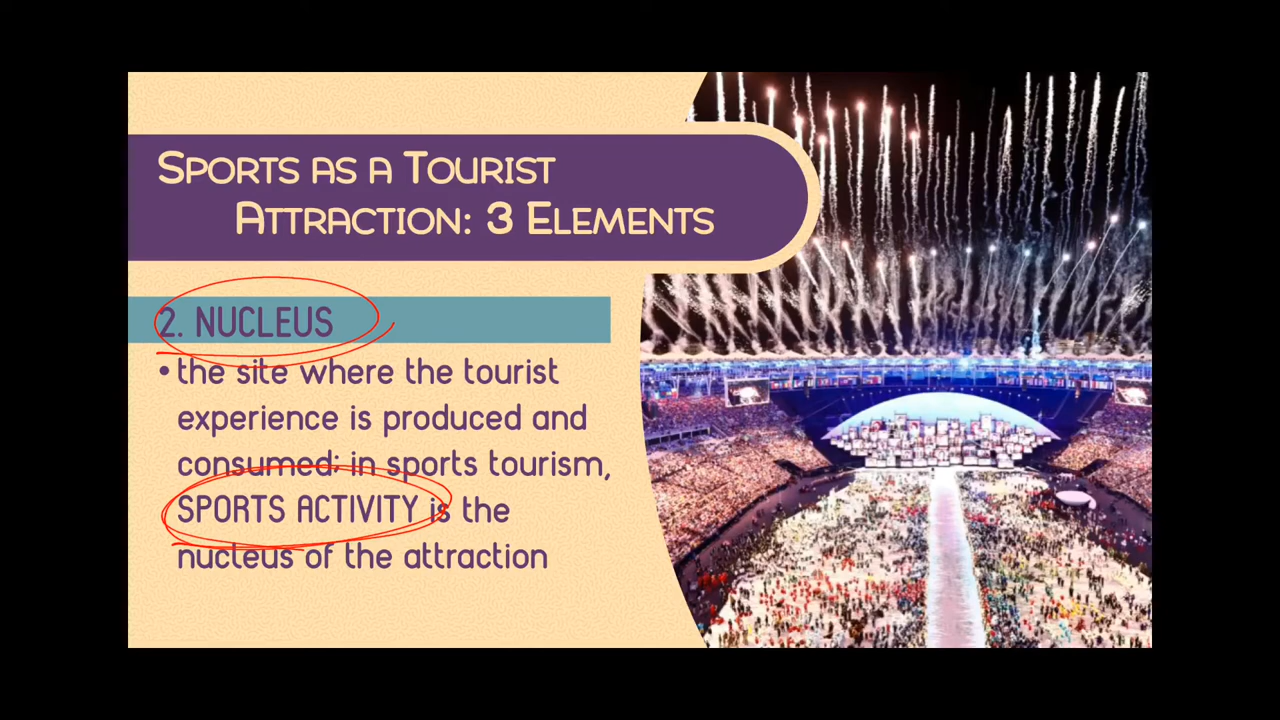 SPORTS AS A TOURIST
ATTRACTION: 3 ELEMENTS
2. NUCLEUS
• the site where the tourist
experience is produced and
consumed; in sports tourism,
SPORTS ACTIVITY is the
nucleus of the attraction